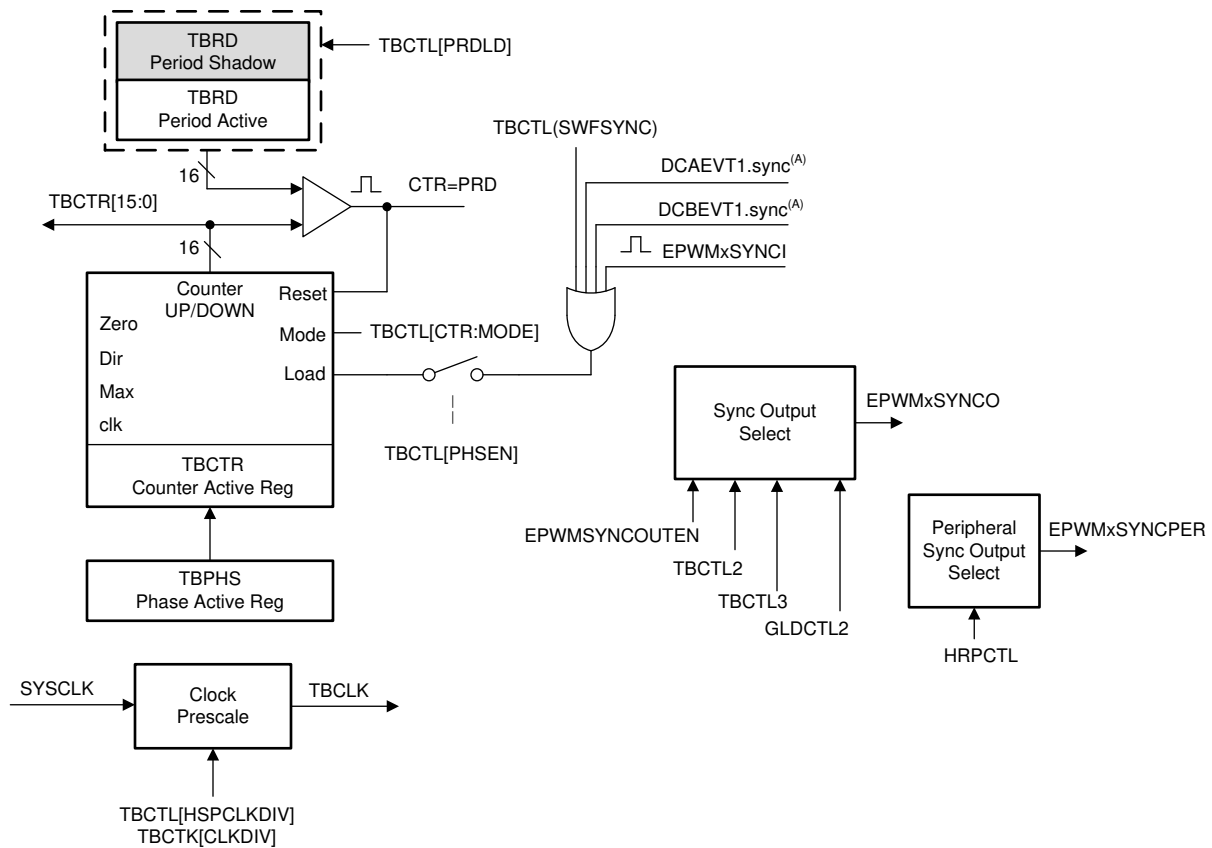 TBRD
Period Shadow
TBCTL[PRDLD]
TBRD
Period Active
TBCTL(SWFSYNC)
16
DCAEVT1.sync(A)
CTR=PRD
TBCTR[15:0]
DCBEVT1.sync(A)
16
EPWMxSYNCI
Counter
UP/DOWN
Reset
Zero
Mode
TBCTL[CTR:MODE]
Dir
Load
Max
clk
TBCTL[PHSEN]
TBCTR
Counter Active Reg
TBPHS
Phase Active Reg
Sync Output
Select
EPWMxSYNCO
EPWMSYNCOUTEN
TBCTL2
TBCTL3
GLDCTL2
Peripheral
Sync Output
Select
EPWMxSYNCPER
HRPCTL
SYSCLK
Clock
Prescale
TBCLK
TBCTL[HSPCLKDIV]
TBCTK[CLKDIV]